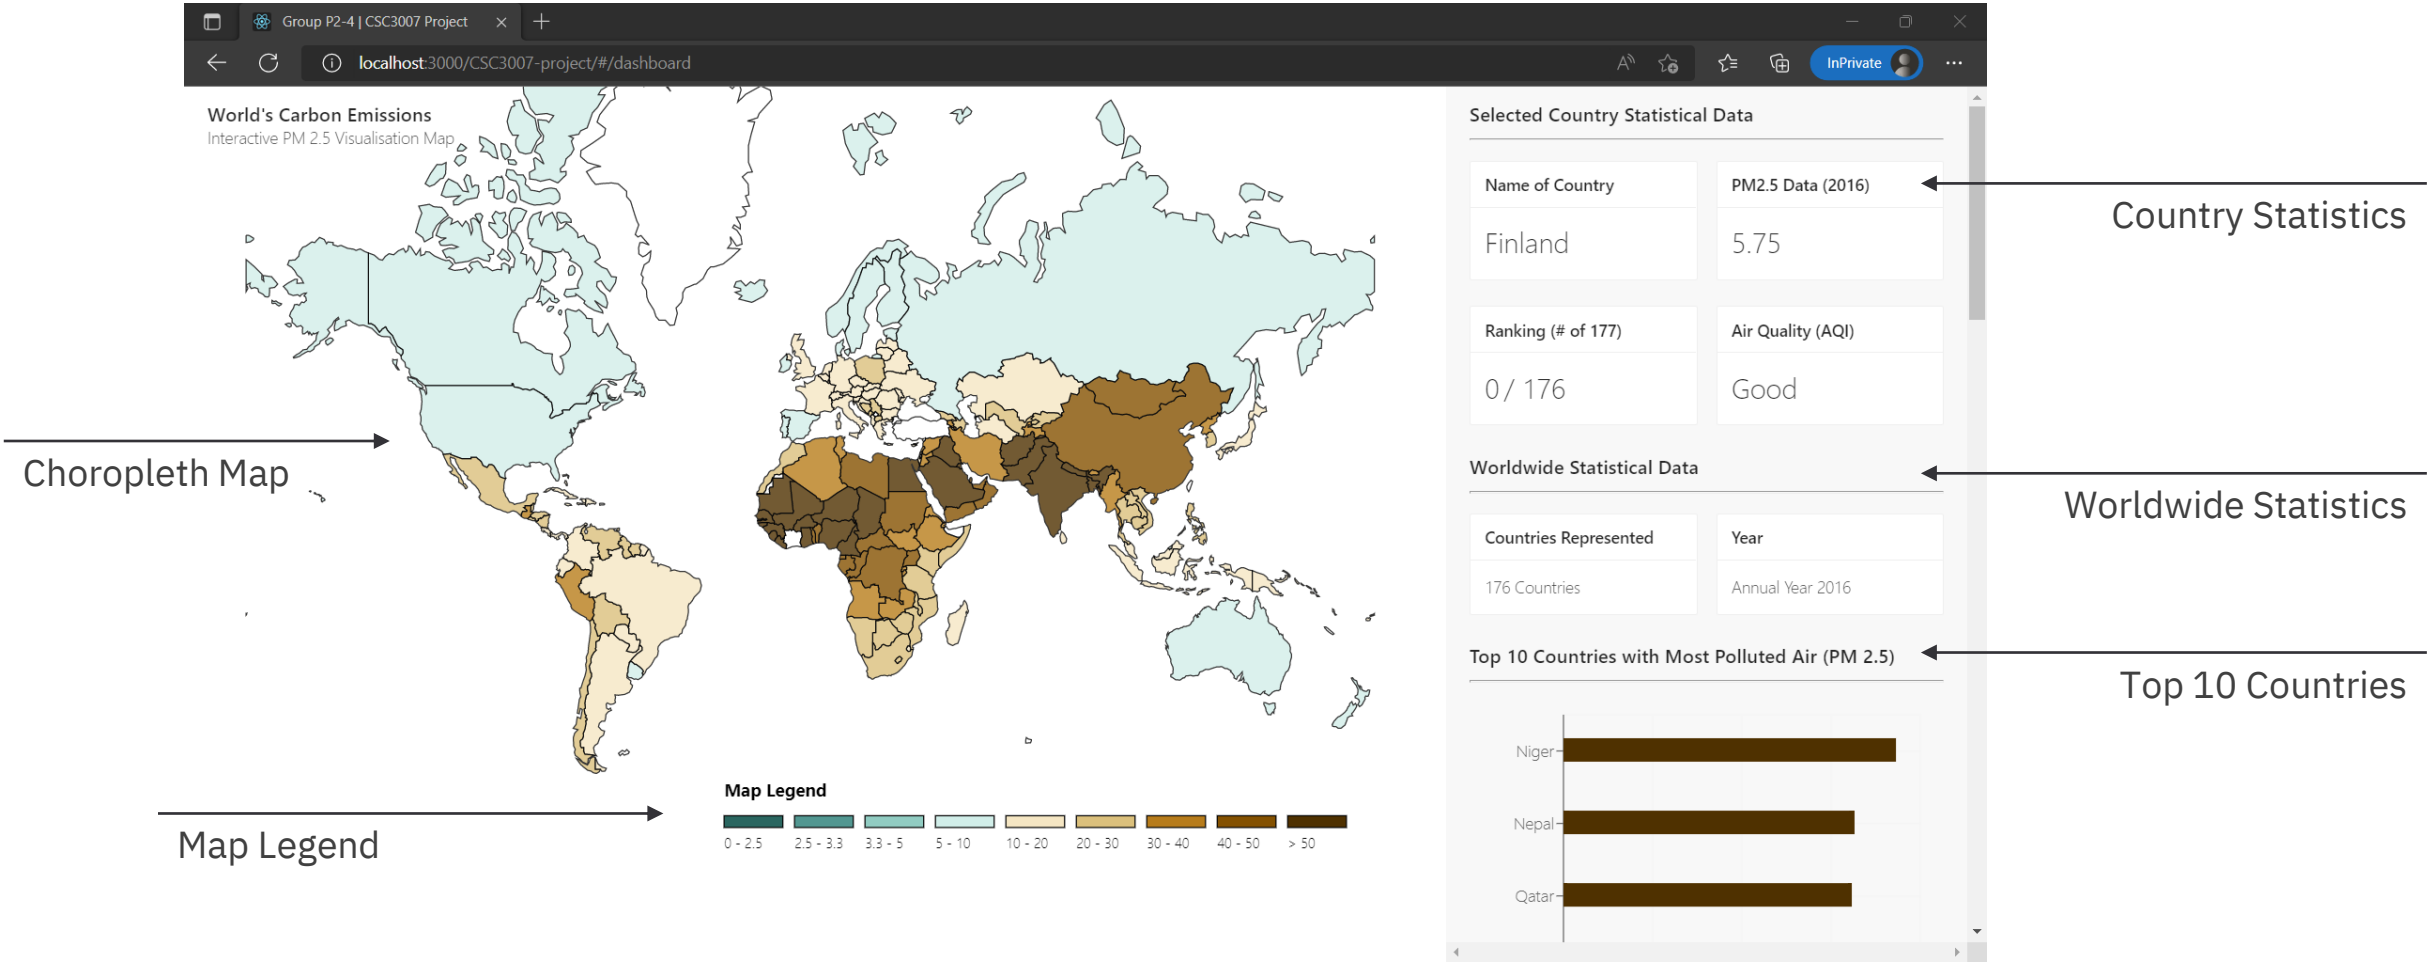 Group P2-4 | CSC3007 Project
localhost:3000/CSC3007-project/#/dashboard
InPrivate
World's Carbon Emissions
Interactive PM 2.5 Visualisation Map
Selected Country Statistical Data
Name of Country
PM2.5 Data (2016)
Finland
5.75
Ranking (# of 177)
Air Quality (AQI)
0 / 176
Good
Worldwide Statistical Data
Countries Represented
Year
176 Countries
Annual Year 2016
Top 10 Countries with Most Polluted Air (PM 2.5)
Niger
Nepal
Qatar
Map Legend
0 - 2.5
2.5 - 3.3
3.3 - 5
5 - 10
10 - 20
20 - 30
30 - 40
40 - 50
> 50
Choropleth Map
Map Legend
Country Statistics
Worldwide Statistics
Top 10 Countries